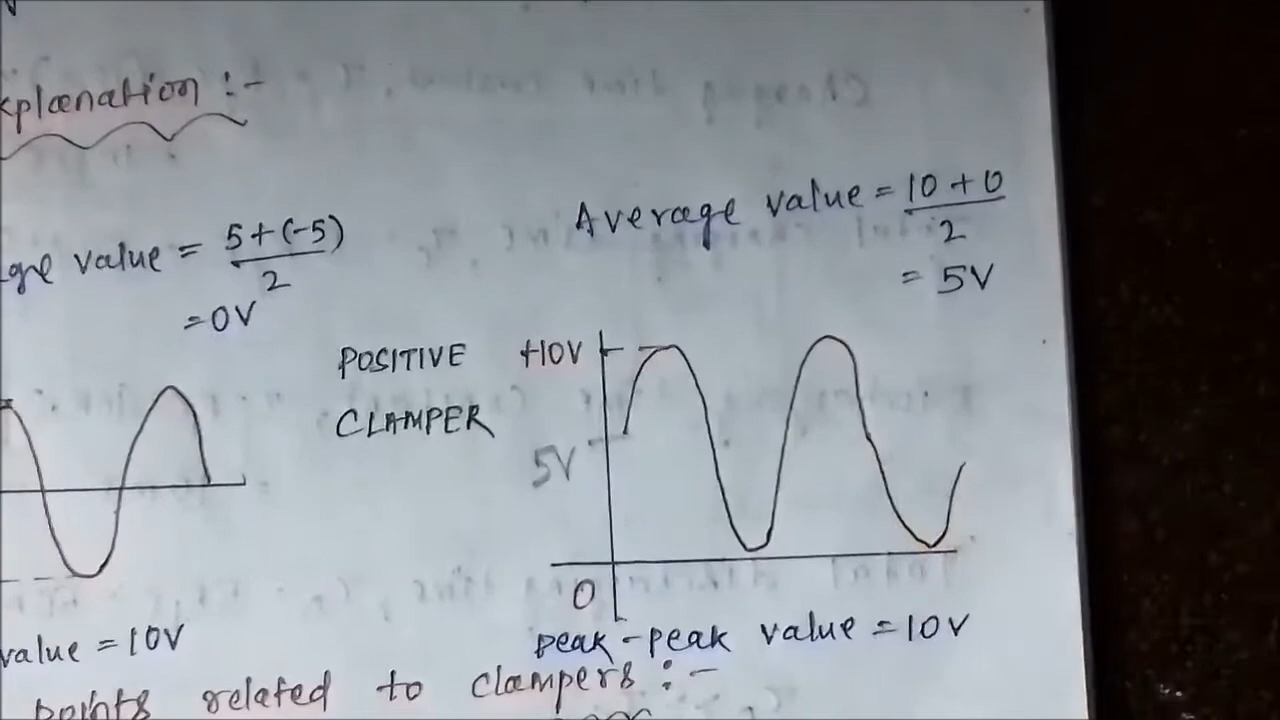 xplanation :-
Average value = 10 + 0
2
= 5V
ge value = 5+(-5)
2
=0V
POSITIVE
CLAMPER
+10V
5V
0
value = 10V
peak-peak value = 10V
points related to clampers :-